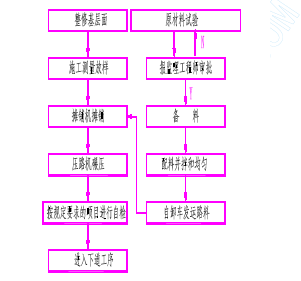 整修基层面
原材料试验
N
施工测量放样
报监理工程师审批
Y
摊铺机摊铺
备 料
压路机碾压
配料并拌和均匀
按规定要求的项目进行自检
自卸车发运路料
进入下道工序